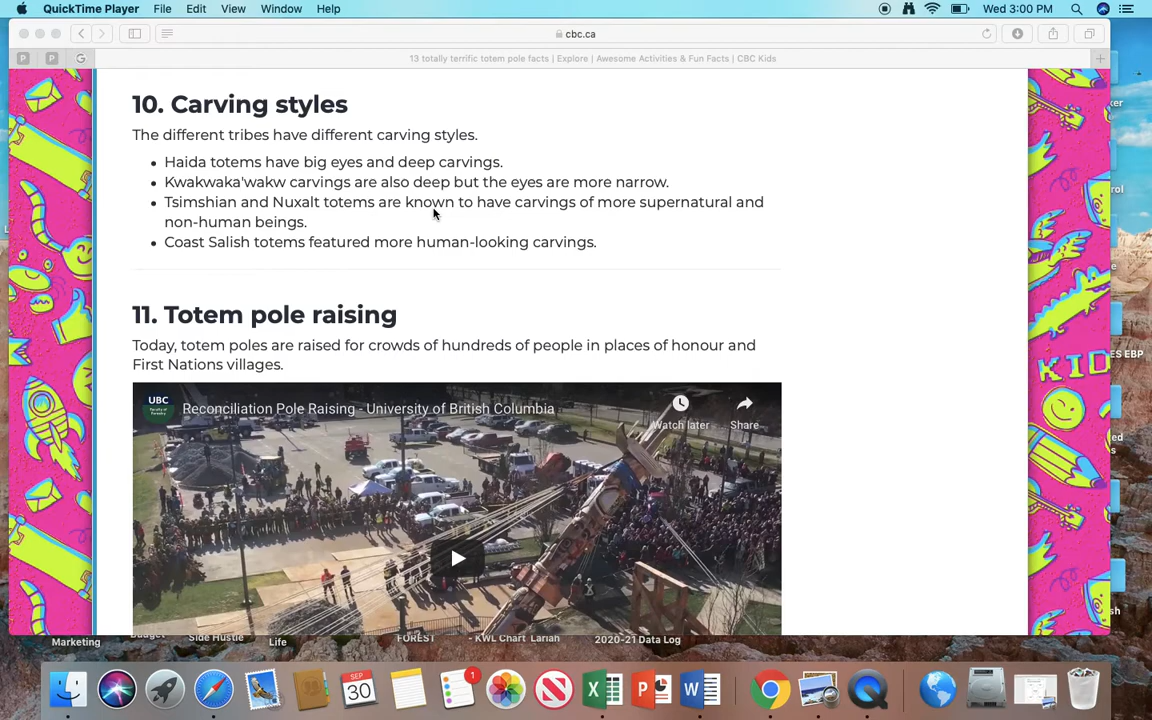 QuickTime Player File Edit View Window Help Wed 3:00 PM
cbc.ca
P P G 13 totally terrific totem pole facts | Explore | Awesome Activities & Fun Facts | CBC Kids
10. Carving styles
The different tribes have different carving styles.
• Haida totems have big eyes and deep carvings.
• Kwakwaka'wakw carvings are also deep but the eyes are more narrow.
• Tsimshian and Nuxalt totems are known to have carvings of more supernatural and
non-human beings.
• Coast Salish totems featured more human-looking carvings.
11. Totem pole raising
Today, totem poles are raised for crowds of hundreds of people in places of honour and
First Nations villages.
UBC Reconciliation Pole Raising - University of British Columbia
Watch later Share
KID
ES EBP
Marketing Budget Side Hustle Life FOREST - KWL Chart Lariah 2020-21 Data Log
SEP
30
1
X P W